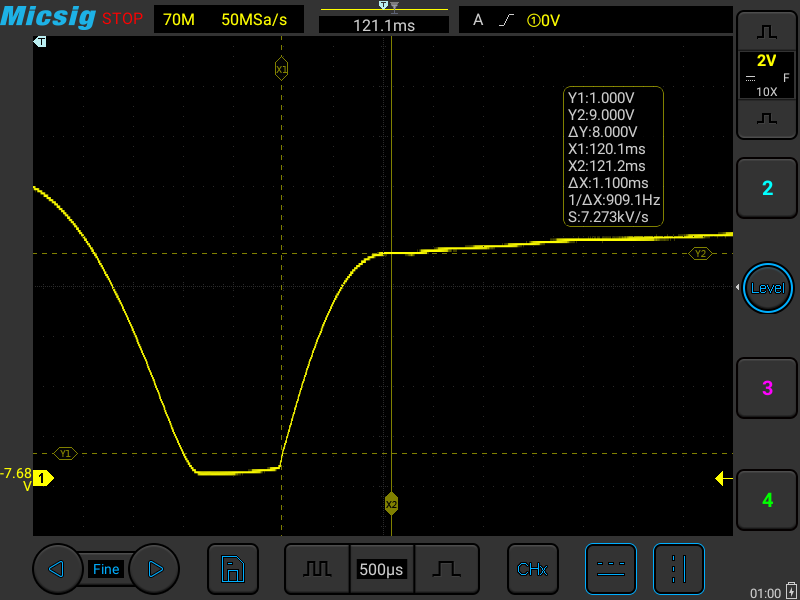 Micsig STOP 70M 50MSa/s 121.1ms A ①0V
T
T
X1
2V
F
10X
Y1:1.000V
Y2:9.000V
ΔY:8.000V
X1:120.1ms
X2:121.2ms
ΔX:1.100ms
1/ΔX:909.1Hz
S:7.273kV/s
2
Y2
Level
3
Y1
-7.68
V
1
X2
4
Fine 500µs CHx
01:00